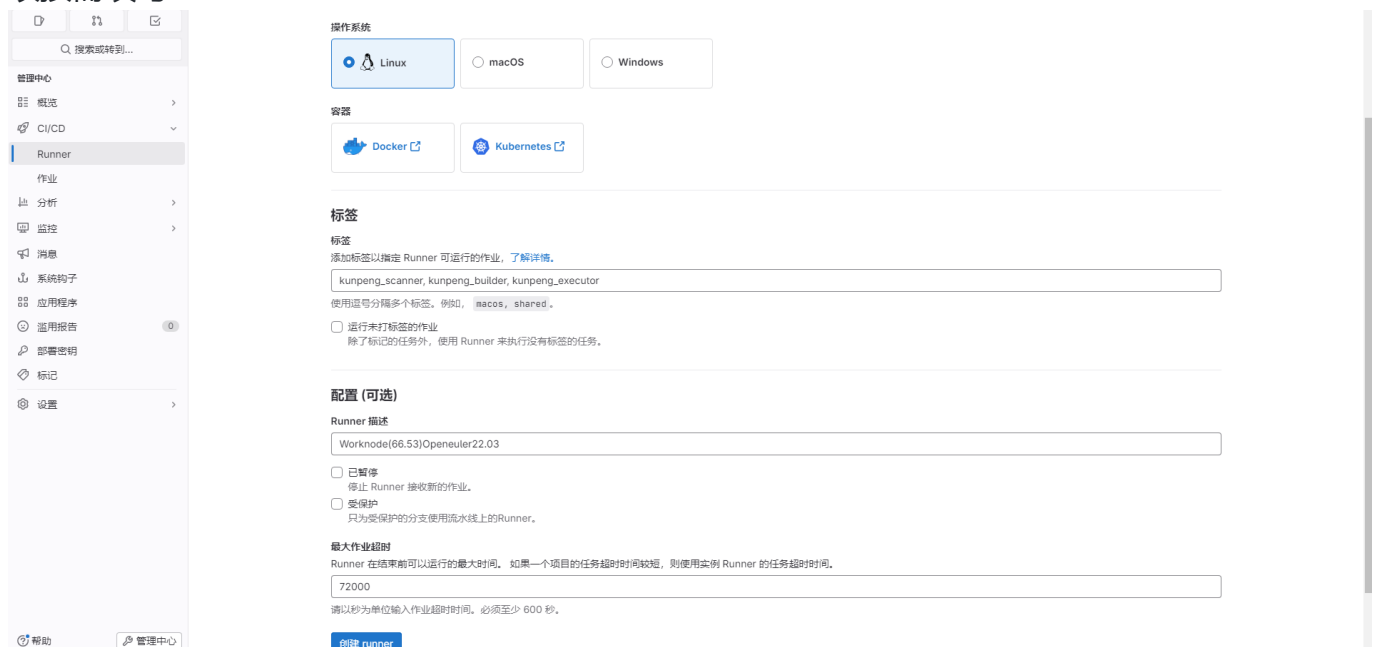 搜索或转到...
管理中心
概览
CI/CD
Runner
作业
分析
监控
消息
系统钩子
应用程序
滥用报告 0
部署密钥
标记
设置
帮助
管理中心
操作系统
Linux
macOS
Windows
容器
Docker
Kubernetes
标签
标签
添加标签以指定 Runner 可运行的作业，了解详情。
kunpeng_scanner, kunpeng_builder, kunpeng_executor
使用逗号分隔多个标签。例如， macos, shared 。
运行未打标签的作业
除了标记的任务外，使用 Runner 来执行没有标签的任务。
配置 (可选)
Runner 描述
Worknode(66.53)Openeuler22.03
已暂停
停止 Runner 接收新的作业。
受保护
只为受保护的分支使用流水线上的Runner。
最大作业超时
Runner 在结束前可以运行的最大时间。 如果一个项目的任务超时时间较短，则使用实例 Runner 的任务超时时间。
72000
请以秒为单位输入作业超时时间。必须至少 600 秒。
创建 runner